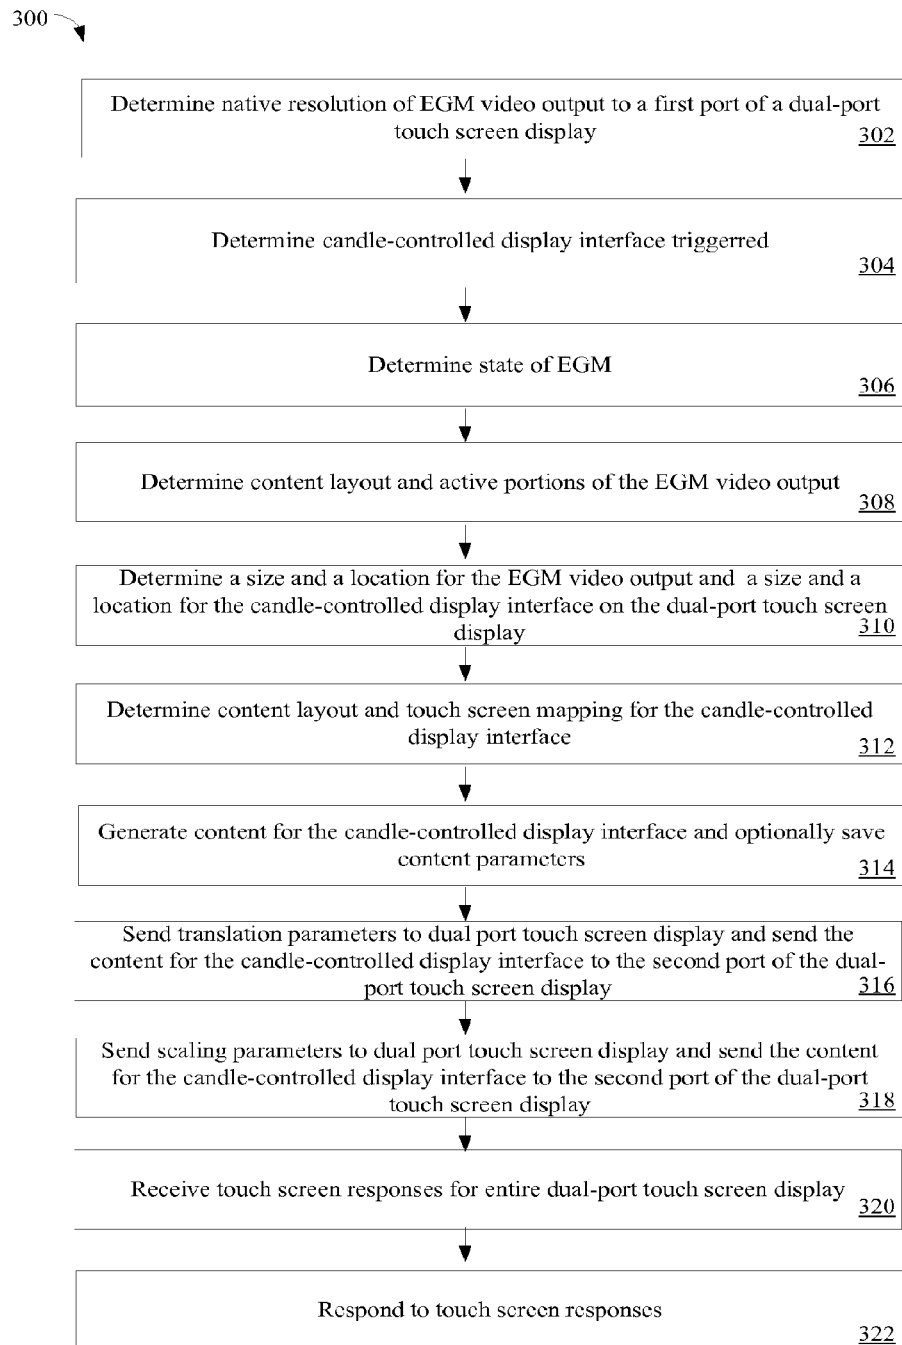 300
Determine native resolution of EGM video output to a first port of a dual-port
touch screen display
302
Determine candle-controlled display interface triggerred
304
Determine state of EGM
306
Determine content layout and active portions of the EGM video output
308
Determine a size and a location for the EGM video output and a size and a
location for the candle-controlled display interface on the dual-port touch screen
display
310
Determine content layout and touch screen mapping for the candle-controlled
display interface
312
Generate content for the candle-controlled display interface and optionally save
content parameters
314
Send translation parameters to dual port touch screen display and send the
content for the candle-controlled display interface to the second port of the dual-
port touch screen display
316
Send scaling parameters to dual port touch screen display and send the content
for the candle-controlled display interface to the second port of the dual-port
touch screen display
318
Receive touch screen responses for entire dual-port touch screen display
320
Respond to touch screen responses
322